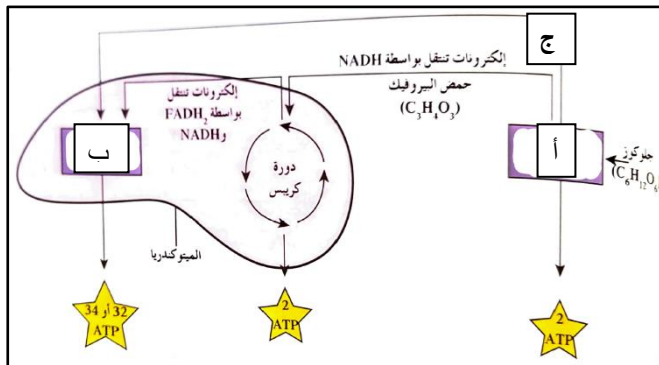 ج
إلكترونات تنتقل بواسطة NADH
حمض البيروفيك
(C₃H₄O₃)
إلكترونات تنتقل
بواسطة
FADH₂
وNADH
أ
جلوكوز
(C₆H₁₂O₆)
ب
دورة
كريبس
الميتوكندريا
32 أو 34
ATP
2
ATP
2
ATP